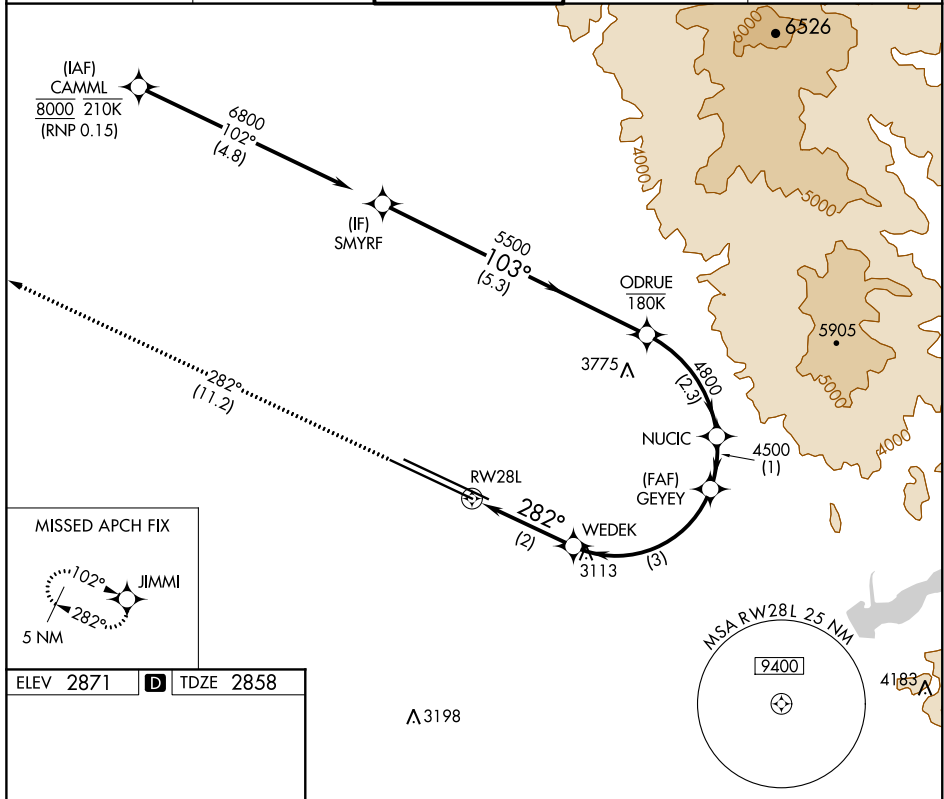 6000
6526
(IAF)
CAMML
8000 210K
(RNP 0.15)
6800
102°
(4.8)
4000
5000
(IF)
SMYRF
5500
103°
(5.3)
ODRUE
180K
3775
4800
(2.3)
5905
5000
4000
282°
(11.2)
NUCIC
4500
(1)
(FAF)
GEYEY
RW28L
282°
(2)
WEDEK
3113
(3)
MISSED APCH FIX
102°
JIMMI
282°
5 NM
MSA RW28L 25 NM
9400
4183
ELEV 2871 D TDZE 2858
3198